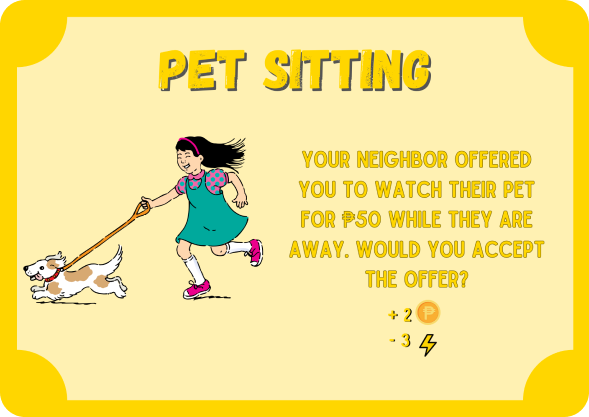 PET SITTING
YOUR NEIGHBOR OFFERED
YOU TO WATCH THEIR PET
FOR ₱50 WHILE THEY ARE
AWAY. WOULD YOU ACCEPT
THE OFFER?
+ 2 ₱
- 3